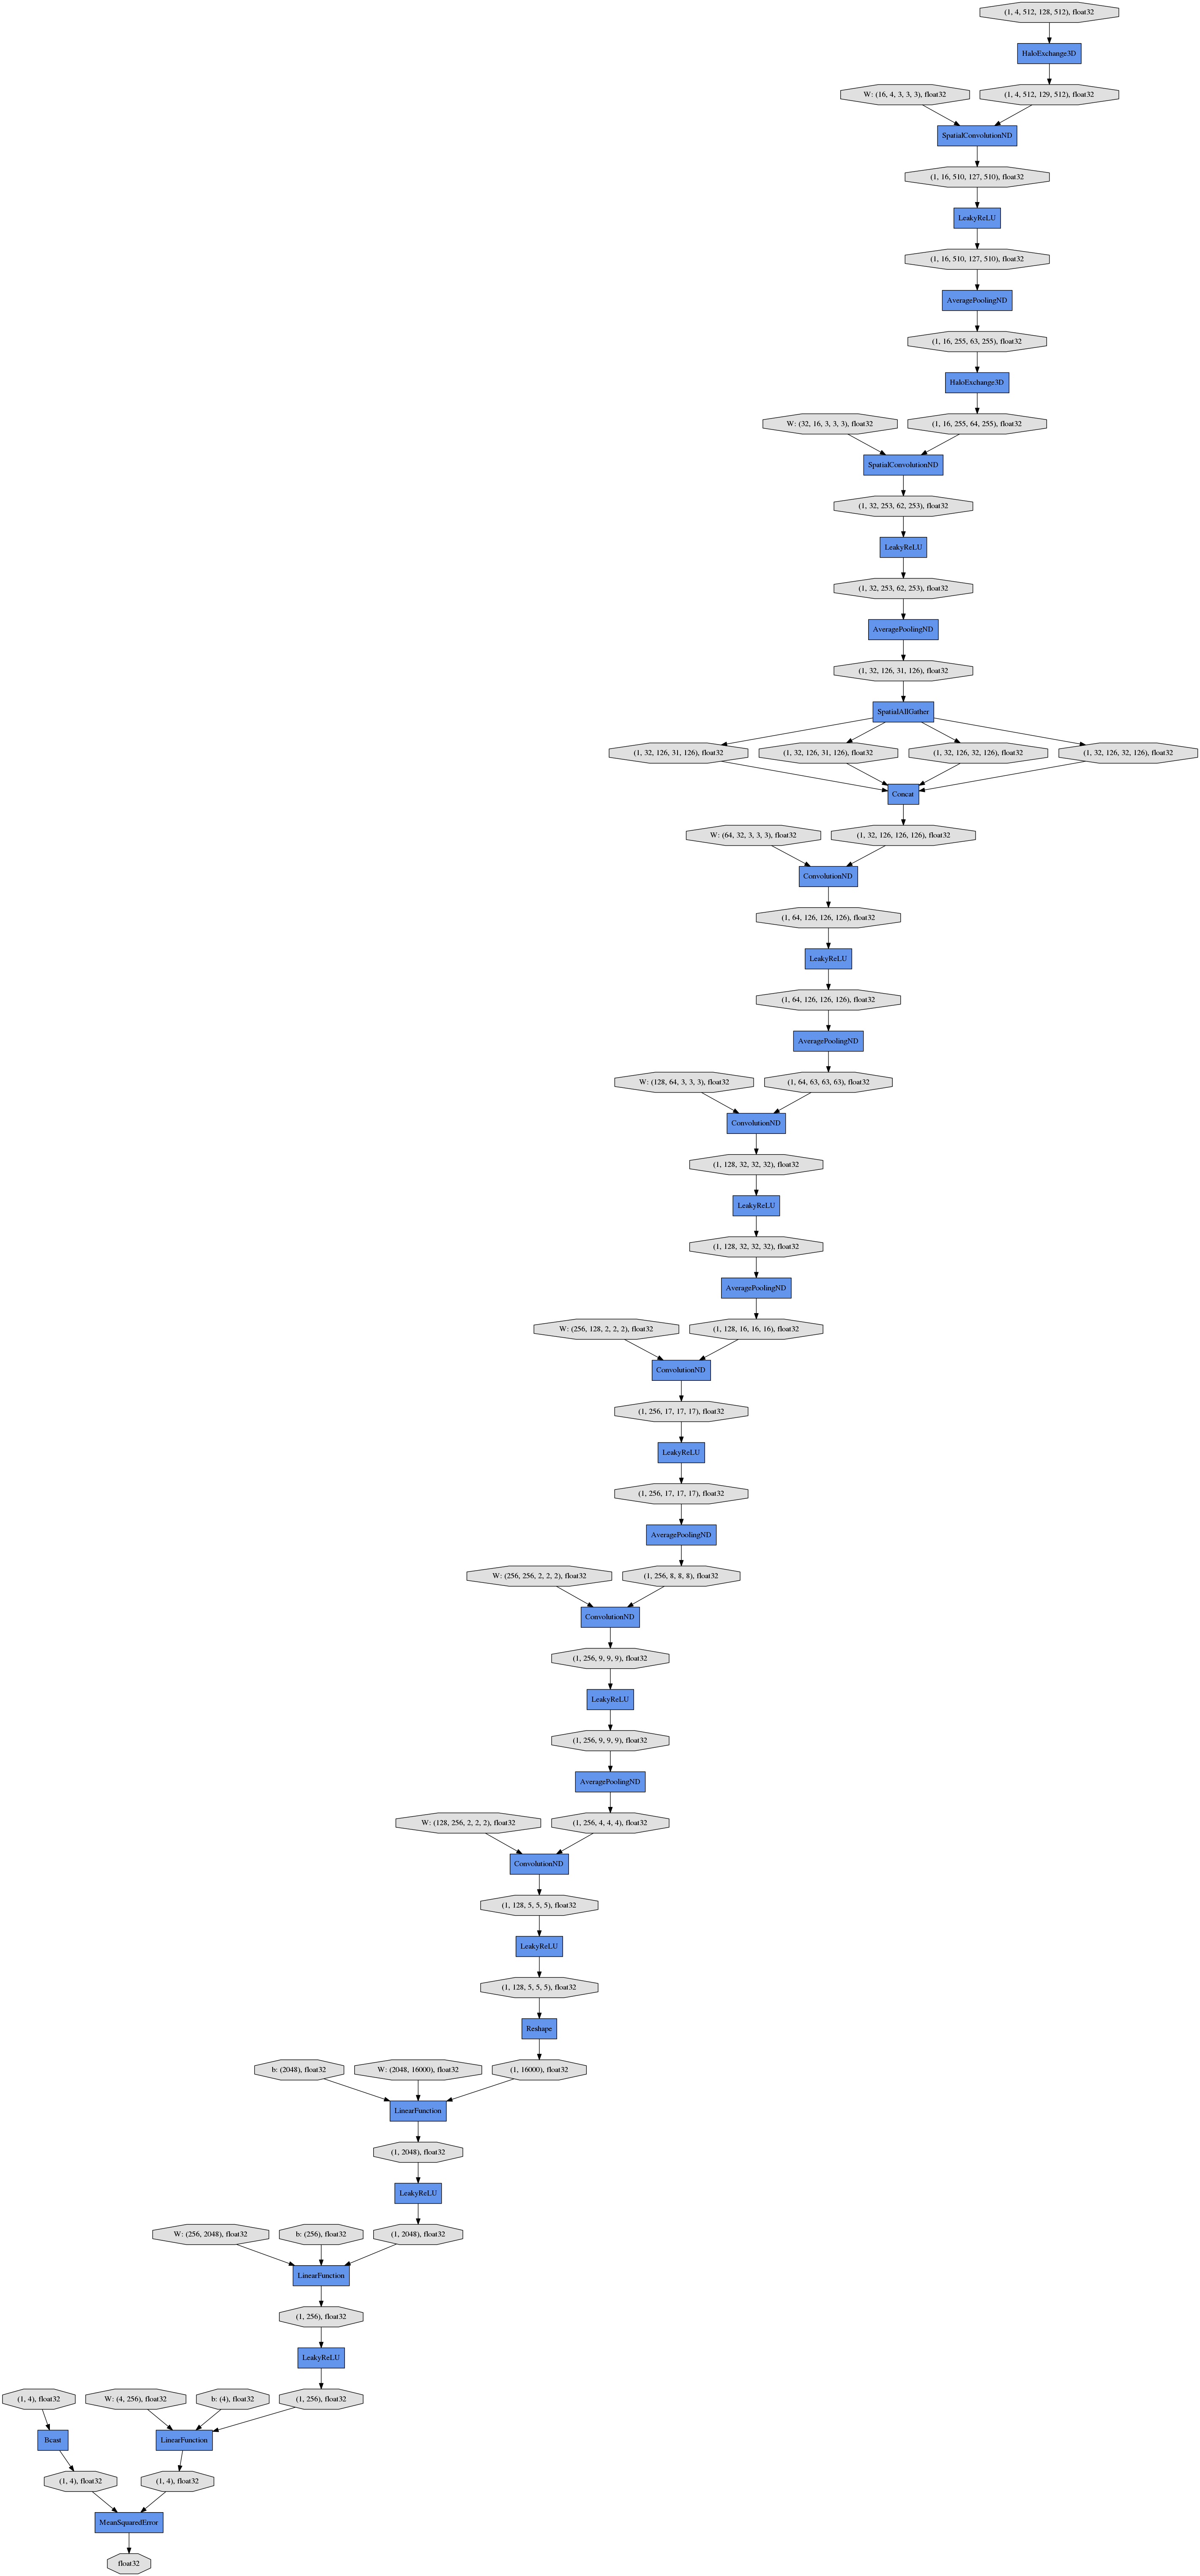 (1, 4, 512, 128, 512), float32
HaloExchange3D
W: (16, 4, 3, 3, 3), float32
(1, 4, 512, 129, 512), float32
SpatialConvolutionND
(1, 16, 510, 127, 510), float32
LeakyReLU
(1, 16, 510, 127, 510), float32
AveragePoolingND
(1, 16, 255, 63, 255), float32
HaloExchange3D
W: (32, 16, 3, 3, 3), float32
(1, 16, 255, 64, 255), float32
SpatialConvolutionND
(1, 32, 253, 62, 253), float32
LeakyReLU
(1, 32, 253, 62, 253), float32
AveragePoolingND
(1, 32, 126, 31, 126), float32
SpatialAllGather
(1, 32, 126, 31, 126), float32
(1, 32, 126, 31, 126), float32
(1, 32, 126, 32, 126), float32
(1, 32, 126, 32, 126), float32
Concat
W: (64, 32, 3, 3, 3), float32
(1, 32, 126, 126, 126), float32
ConvolutionND
(1, 64, 126, 126, 126), float32
LeakyReLU
(1, 64, 126, 126, 126), float32
AveragePoolingND
W: (128, 64, 3, 3, 3), float32
(1, 64, 63, 63, 63), float32
ConvolutionND
(1, 128, 32, 32, 32), float32
LeakyReLU
(1, 128, 32, 32, 32), float32
AveragePoolingND
W: (256, 128, 2, 2, 2), float32
(1, 128, 16, 16, 16), float32
ConvolutionND
(1, 256, 17, 17, 17), float32
LeakyReLU
(1, 256, 17, 17, 17), float32
AveragePoolingND
W: (256, 256, 2, 2, 2), float32
(1, 256, 8, 8, 8), float32
ConvolutionND
(1, 256, 9, 9, 9), float32
LeakyReLU
(1, 256, 9, 9, 9), float32
AveragePoolingND
W: (128, 256, 2, 2, 2), float32
(1, 256, 4, 4, 4), float32
ConvolutionND
(1, 128, 5, 5, 5), float32
LeakyReLU
(1, 128, 5, 5, 5), float32
Reshape
b: (2048), float32
W: (2048, 16000), float32
(1, 16000), float32
LinearFunction
(1, 2048), float32
LeakyReLU
W: (256, 2048), float32
b: (256), float32
(1, 2048), float32
LinearFunction
(1, 256), float32
LeakyReLU
(1, 4), float32
W: (4, 256), float32
b: (4), float32
(1, 256), float32
Bcast
LinearFunction
(1, 4), float32
(1, 4), float32
MeanSquaredError
float32